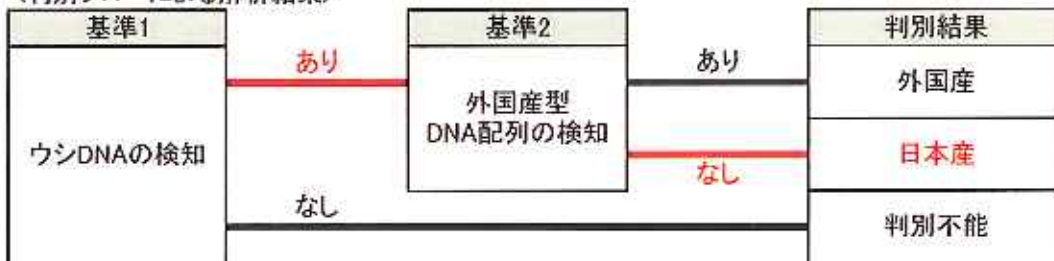 基準1
基準2
判別結果
あり
あり
外国産
外国産型
DNA配列の検知
ウシDNAの検知
日本産
なし
なし
判別不能